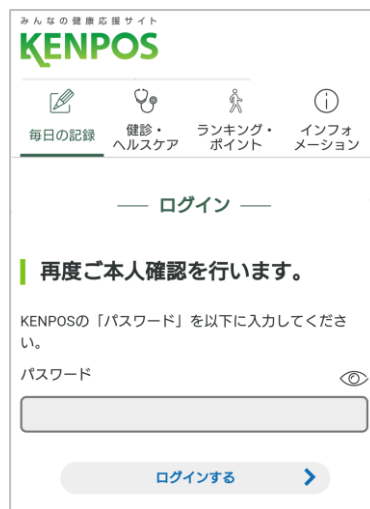 みんなの健康応援サイト
KENPOS
毎日の記録
健診・
ヘルスケア
ランキング・
ポイント
インフォ
メーション
ログイン
再度ご本人確認を行います。
KENPOSの「パスワード」を以下に入力してくださ
い。
パスワード
ログインする